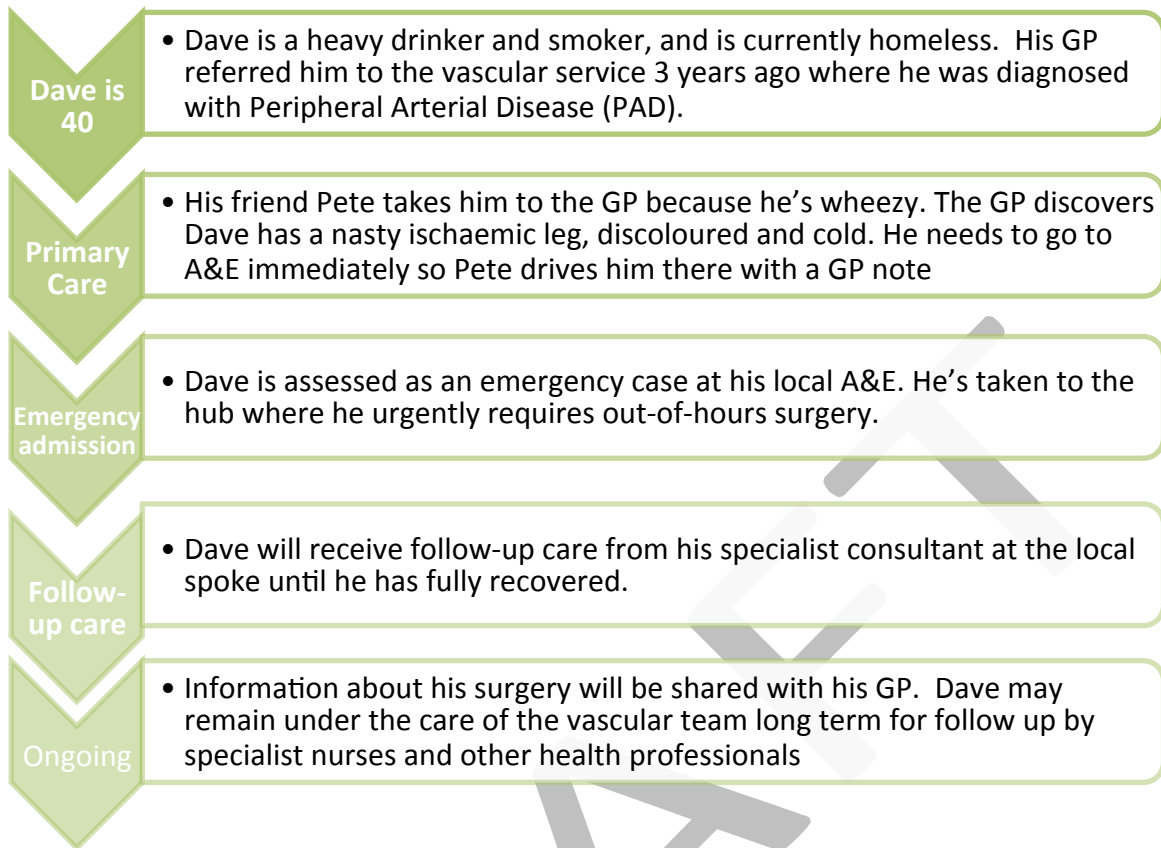 Dave is
40
• Dave is a heavy drinker and smoker, and is currently homeless.  His GP
referred him to the vascular service 3 years ago where he was diagnosed
with Peripheral Arterial Disease (PAD).
Primary
Care
• His friend Pete takes him to the GP because he’s wheezy. The GP discovers
Dave has a nasty ischaemic leg, discoloured and cold. He needs to go to
A&E immediately so Pete drives him there with a GP note
Emergency
admission
• Dave is assessed as an emergency case at his local A&E. He’s taken to the
hub where he urgently requires out-of-hours surgery.
Follow-
up care
• Dave will receive follow-up care from his specialist consultant at the local
spoke until he has fully recovered.
Ongoing
• Information about his surgery will be shared with his GP.  Dave may
remain under the care of the vascular team long term for follow up by
specialist nurses and other health professionals
AFT